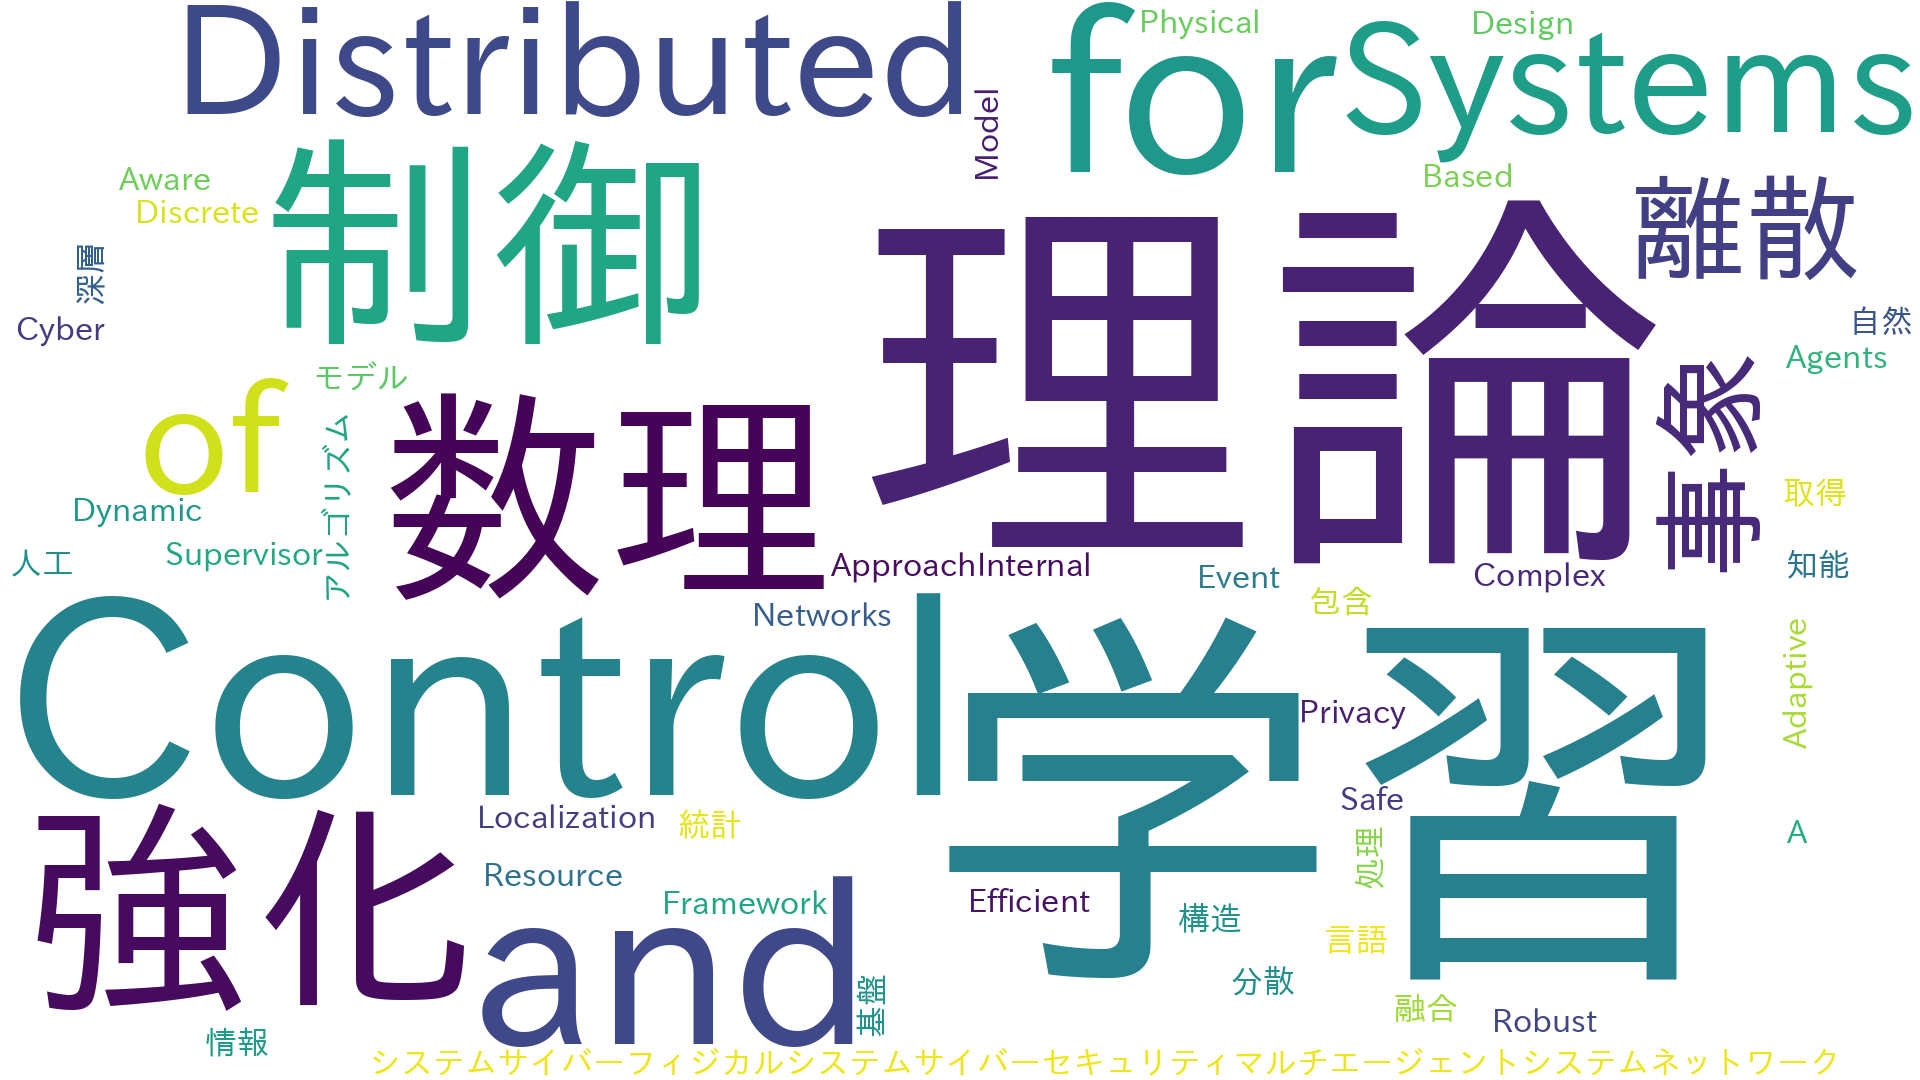 Distributed
for
Systems
Physical
Design
Model
制御
Aware
Discrete
Based
理論
離散
深層
Cyber
自然
Agents
モデル
事象
of
数理
アルゴリズム
取得
Dynamic
Supervisor
人工
ApproachInternal
Event
Complex
知能
包含
Networks
Control
学習
Adaptive
Privacy
Safe
強化
Localization
統計
A
処理
Resource
Framework
and
Efficient
構造
言語
分散
基盤
融合
Robust
情報
システムサイバーフィジカルシステムサイバーセキュリティマルチエージェントシステムネットワーク